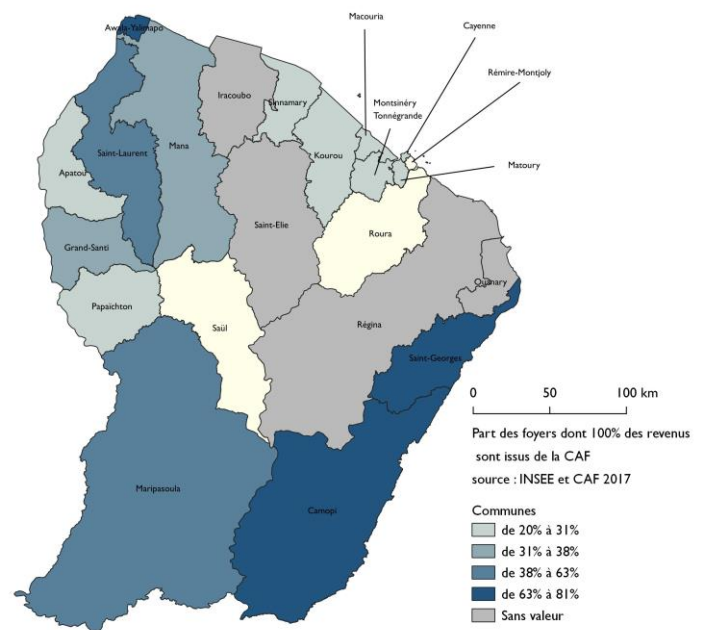 Macouria
Cayenne
Awala-Yalimapo
Rémire-Montjoly
Iracoubo
Sinnamary
Montsinéry
Tonnégrande
Mana
Saint-Laurent
Kourou
Matoury
Apatou
Saint-Elie
Roura
Grand-Santi
Ouanary
Papaïchton
Saül
Régina
Saint-Georges
0 50 100 km
Part des foyers dont 100% des revenus
sont issus de la CAF
source : INSEE et CAF 2017
Maripasoula
Camopi
Communes
de 20% à 31%
de 31% à 38%
de 38% à 63%
de 63% à 81%
Sans valeur